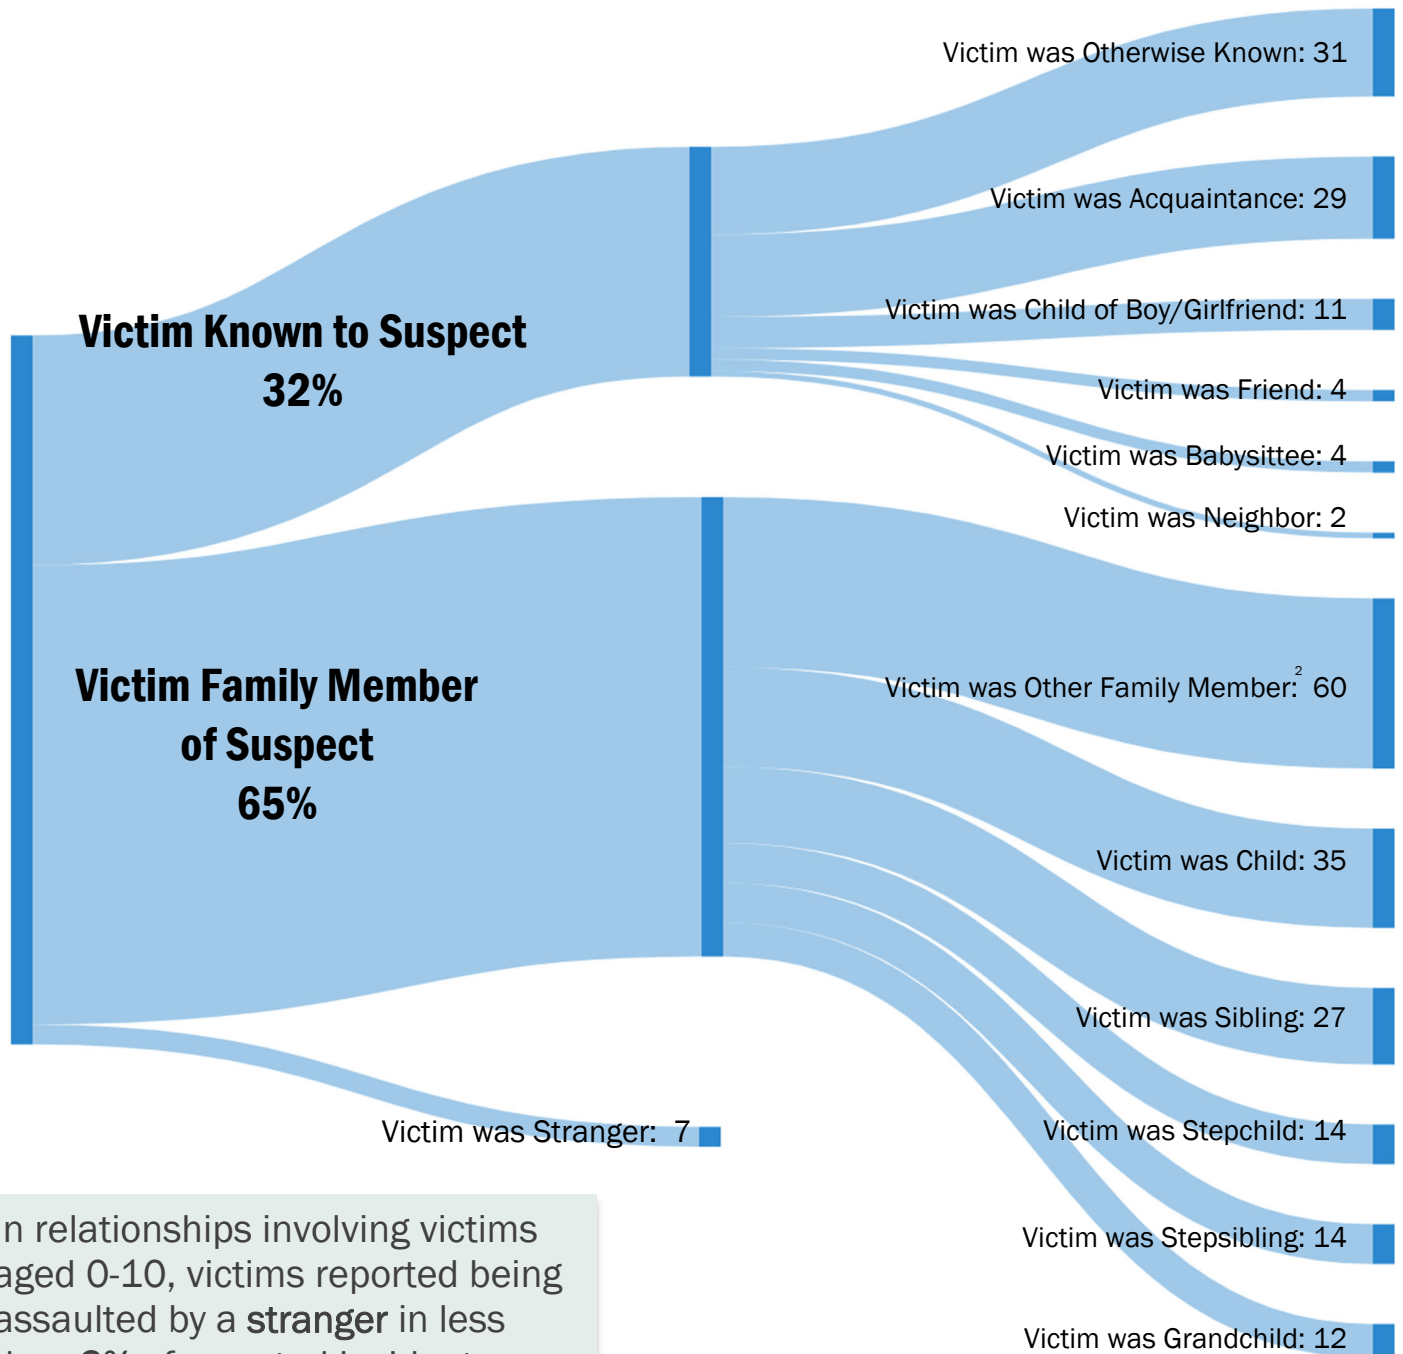 Victim was Otherwise Known: 31
Victim was Acquaintance: 29
Victim was Child of Boy/Girlfriend: 11
Victim Known to Suspect
32%
Victim was Friend: 4
Victim was Babysittee: 4
Victim was Neighbor: 2
Victim Family Member
of Suspect
65%
Victim was Other Family Member:² 60
Victim was Child: 35
Victim was Sibling: 27
Victim was Stranger: 7
Victim was Stepchild: 14
Victim was Stepsibling: 14
Victim was Grandchild: 12
n relationships involving victims
aged 0-10, victims reported being
assaulted by a stranger in less